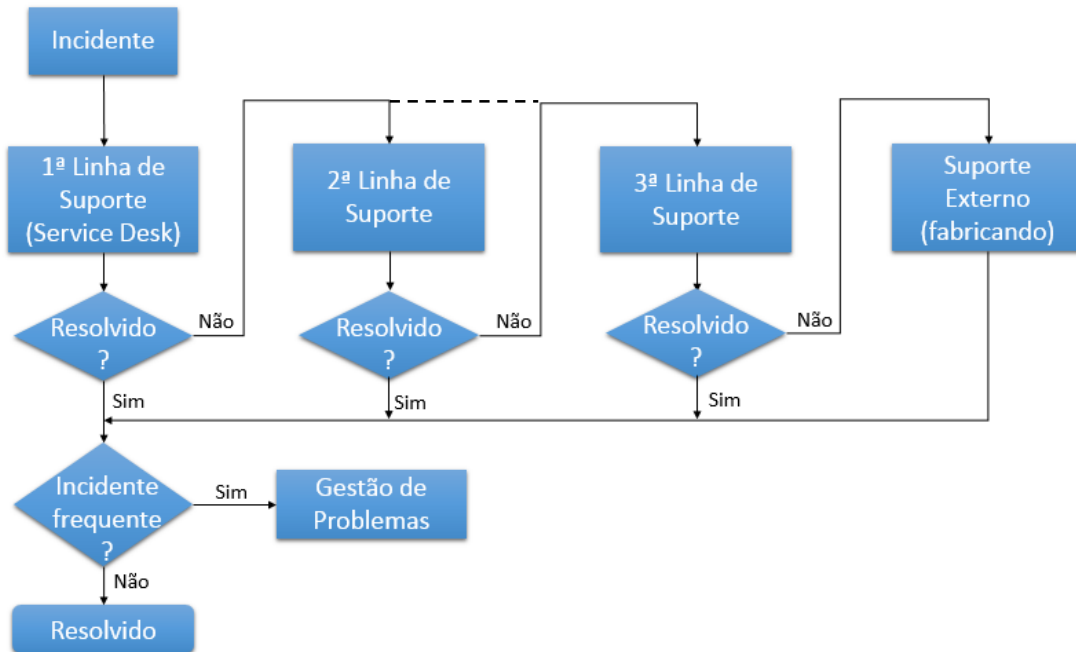 Incidente
1ª Linha de
Suporte
(Service Desk)
2ª Linha de
Suporte
3ª Linha de
Suporte
Suporte
Externo
(fabricando)
Resolvido
?
Não
Resolvido
?
Não
Resolvido
?
Não
Sim
Sim
Sim
Incidente
frequente
?
Sim
Gestão de
Problemas
Não
Resolvido